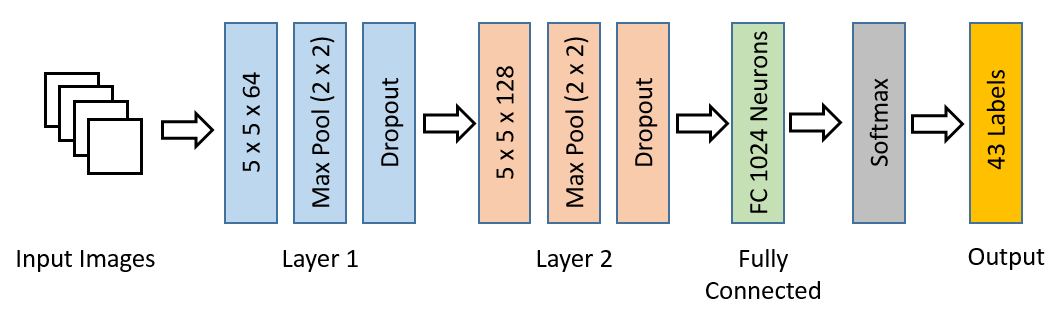 5 x 5 x 64
Max Pool (2 x 2)
Dropout
5 x 5 x 128
Max Pool (2 x 2)
Dropout
FC 1024 Neurons
Softmax
43 Labels
Input Images
Layer 1
Layer 2
Fully
Connected
Output